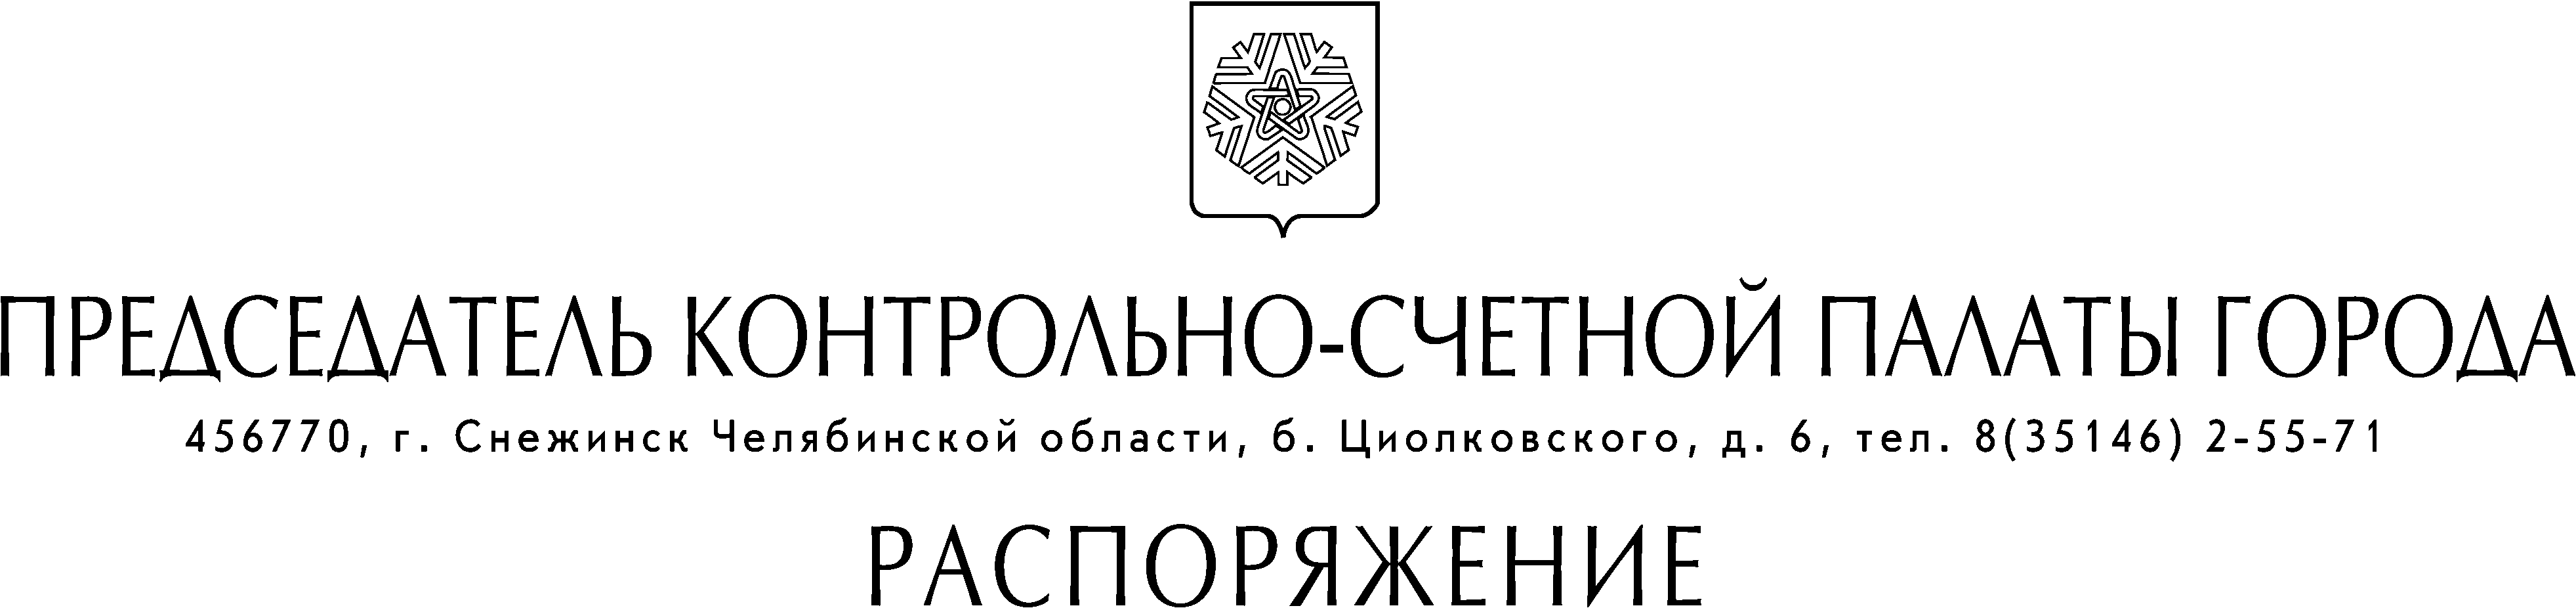 ПРЕДСЕДАТЕЛЬ КОНТРОЛЬНО-СЧЕТНОЙ ПАЛАТЫ ГОРОДА
456770, г. Снежинск Челябинской области, б. Циолковского, д. 6, тел. 8(35146) 2-55-71
РАСПОРЯЖЕНИЕ